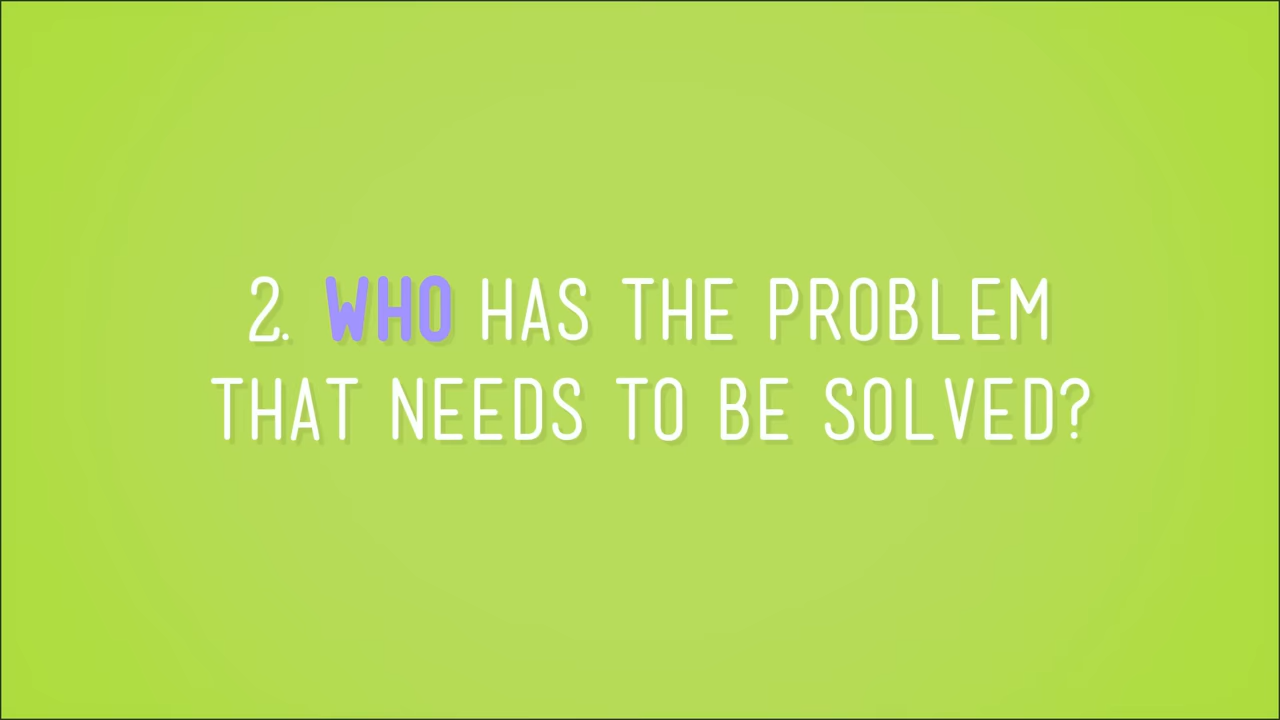 2. WHO HAS THE PROBLEM
THAT NEEDS TO BE SOLVED?